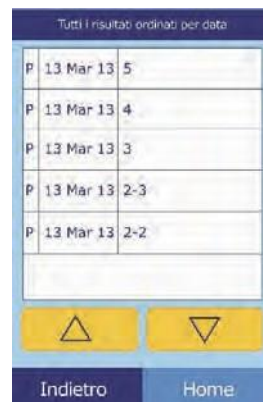 Tutti i risultati ordinati per data
P 13 Mar 13 5
P 13 Mar 13 4
P 13 Mar 13 3
P 13 Mar 13 2-3
P 13 Mar 13 2-2
Indietro Home